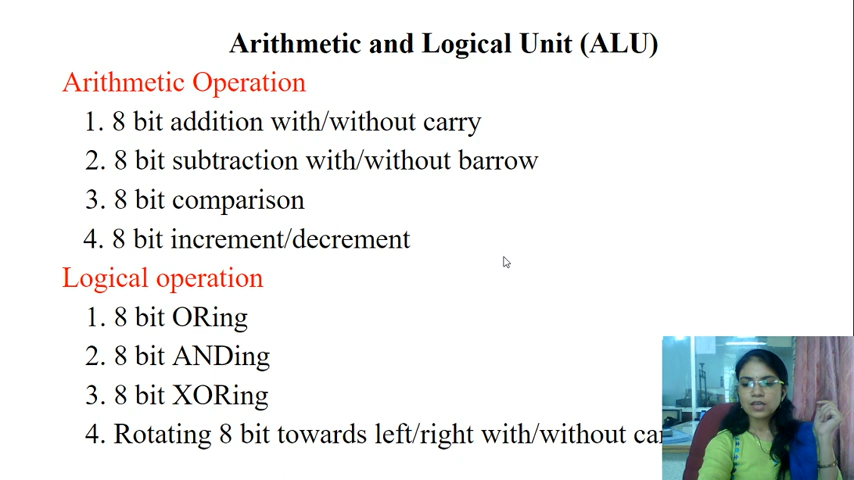 Arithmetic and Logical Unit (ALU)
Arithmetic Operation
1. 8 bit addition with/without carry
2. 8 bit subtraction with/without barrow
3. 8 bit comparison
4. 8 bit increment/decrement
Logical operation
1. 8 bit ORing
2. 8 bit ANDing
3. 8 bit XORing
4. Rotating 8 bit towards left/right with/without